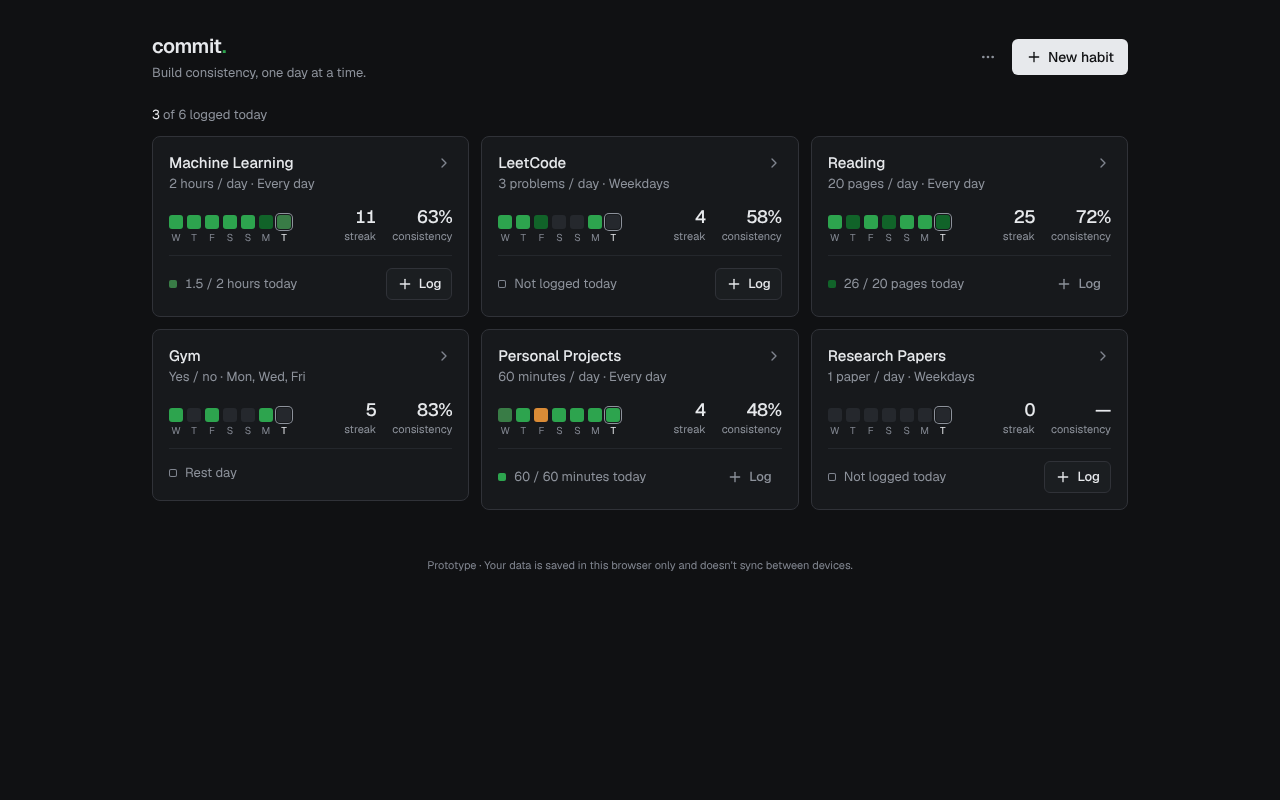 commit.
Build consistency, one day at a time.
···
+ New habit
3 of 6 logged today
Machine Learning
2 hours / day · Every day
W T F S S M T
11 streak
63% consistency
1.5 / 2 hours today
+ Log
LeetCode
3 problems / day · Weekdays
W T F S S M T
4 streak
58% consistency
Not logged today
+ Log
Reading
20 pages / day · Every day
W T F S S M T
25 streak
72% consistency
26 / 20 pages today
+ Log
Gym
Yes / no · Mon, Wed, Fri
W T F S S M T
5 streak
83% consistency
Rest day
Personal Projects
60 minutes / day · Every day
W T F S S M T
4 streak
48% consistency
60 / 60 minutes today
+ Log
Research Papers
1 paper / day · Weekdays
W T F S S M T
0 streak
— consistency
Not logged today
+ Log
Prototype · Your data is saved in this browser only and doesn't sync between devices.